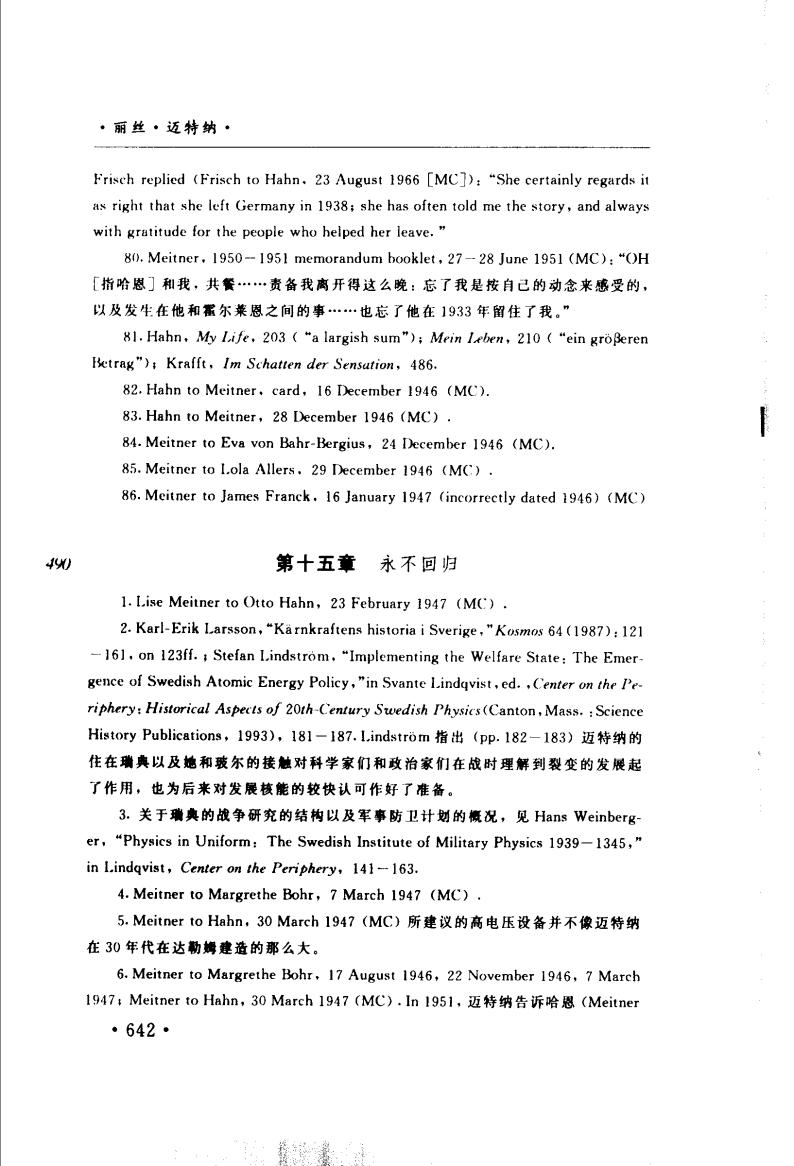 ·丽丝·迈特纳·
Frisch replied (Frisch to Hahn, 23 August 1966 [MC]): “She certainly regards it
as right that she left Germany in 1938; she has often told me the story, and always
with gratitude for the people who helped her leave. ”
80. Meitner, 1950－1951 memorandum booklet, 27－28 June 1951 (MC): “OH
[指哈恩] 和我，共餐……责备我离开得这么晚：忘了我是按自己的动念来感受的，
以及发生在他和霍尔莱恩之间的事……也忘了他在 1933 年留住了我。”
81. Hahn, My Life, 203 ( “a largish sum”); Mein Leben, 210 ( “ein größeren
Betrag”); Krafft, Im Schatten der Sensation, 486.
82. Hahn to Meitner, card, 16 December 1946 (MC).
83. Hahn to Meitner, 28 December 1946 (MC) .
84. Meitner to Eva von Bahr-Bergius, 24 December 1946 (MC).
85. Meitner to Lola Allers, 29 December 1946 (MC) .
86. Meitner to James Franck, 16 January 1947 (incorrectly dated 1946) (MC)
490
第十五章 永不回归
1. Lise Meitner to Otto Hahn, 23 February 1947 (MC) .
2. Karl-Erik Larsson, “Kärnkraftens historia i Sverige,” Kosmos 64 (1987): 121
－161, on 123ff. ; Stefan Lindström, “Implementing the Welfare State: The Emer-
gence of Swedish Atomic Energy Policy,”in Svante Lindqvist, ed. , Center on the Pe-
riphery: Historical Aspects of 20th-Century Swedish Physics (Canton, Mass. : Science
History Publications, 1993), 181－187. Lindström 指出 (pp. 182－183) 迈特纳的
住在瑞典以及她和玻尔的接触对科学家们和政治家们在战时理解到裂变的发展起
了作用，也为后来对发展核能的较快认可作好了准备。
3. 关于瑞典的战争研究的结构以及军事防卫计划的概况，见 Hans Weinberg-
er, “Physics in Uniform: The Swedish Institute of Military Physics 1939－1345,”
in Lindqvist, Center on the Periphery, 141－163.
4. Meitner to Margrethe Bohr, 7 March 1947 (MC) .
5. Meitner to Hahn, 30 March 1947 (MC) 所建议的高电压设备并不像迈特纳
在 30 年代在达勒姆建造的那么大。
6. Meitner to Margrethe Bohr, 17 August 1946, 22 November 1946, 7 March
1947; Meitner to Hahn, 30 March 1947 (MC) . In 1951, 迈特纳告诉哈恩 (Meitner
·642·